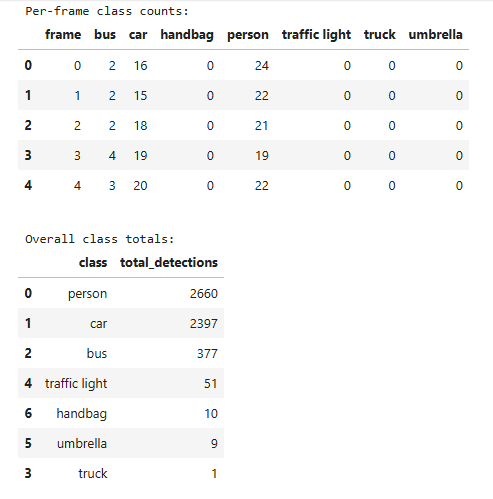 Per-frame class counts:
frame bus car handbag person traffic light truck umbrella
0 0 2 16 0 24 0 0 0
1 1 2 15 0 22 0 0 0
2 2 2 18 0 21 0 0 0
3 3 4 19 0 19 0 0 0
4 4 3 20 0 22 0 0 0
Overall class totals:
class total_detections
0 person 2660
1 car 2397
2 bus 377
4 traffic light 51
6 handbag 10
5 umbrella 9
3 truck 1